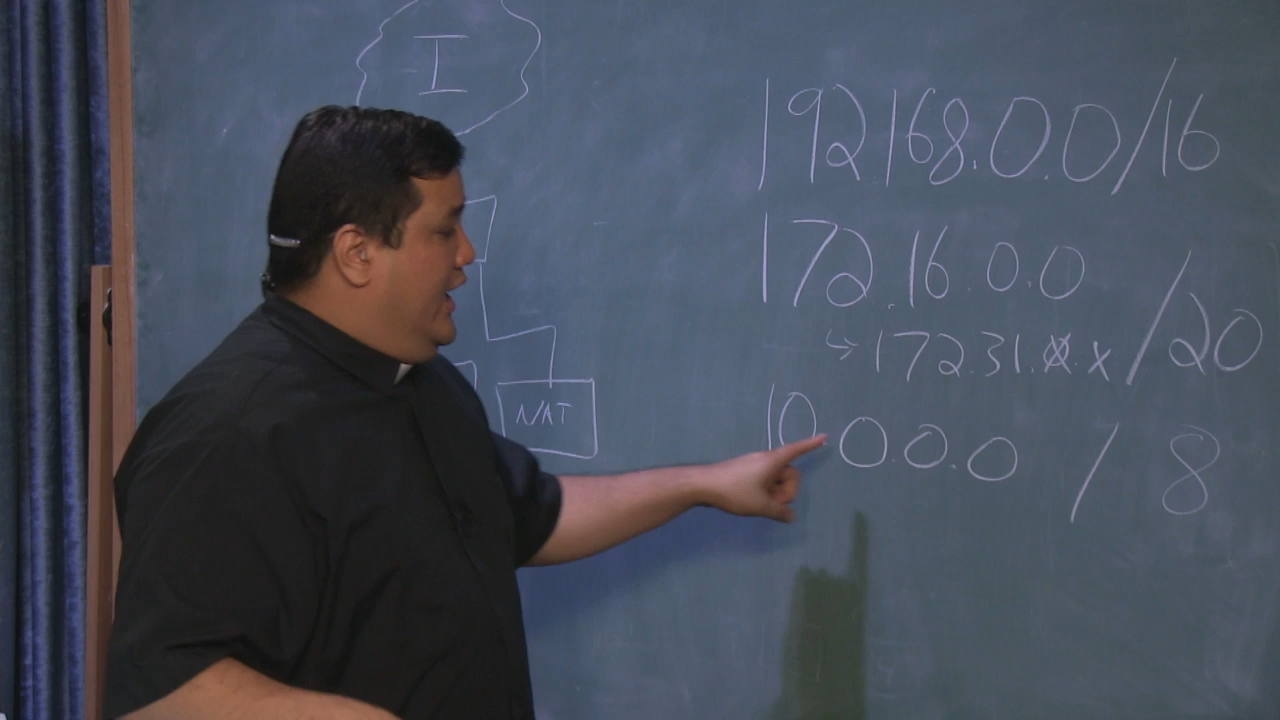 I
NAT
192.168.0.0/16
172.16.0.0
↪172.31.x.x/20
10.0.0.0/8